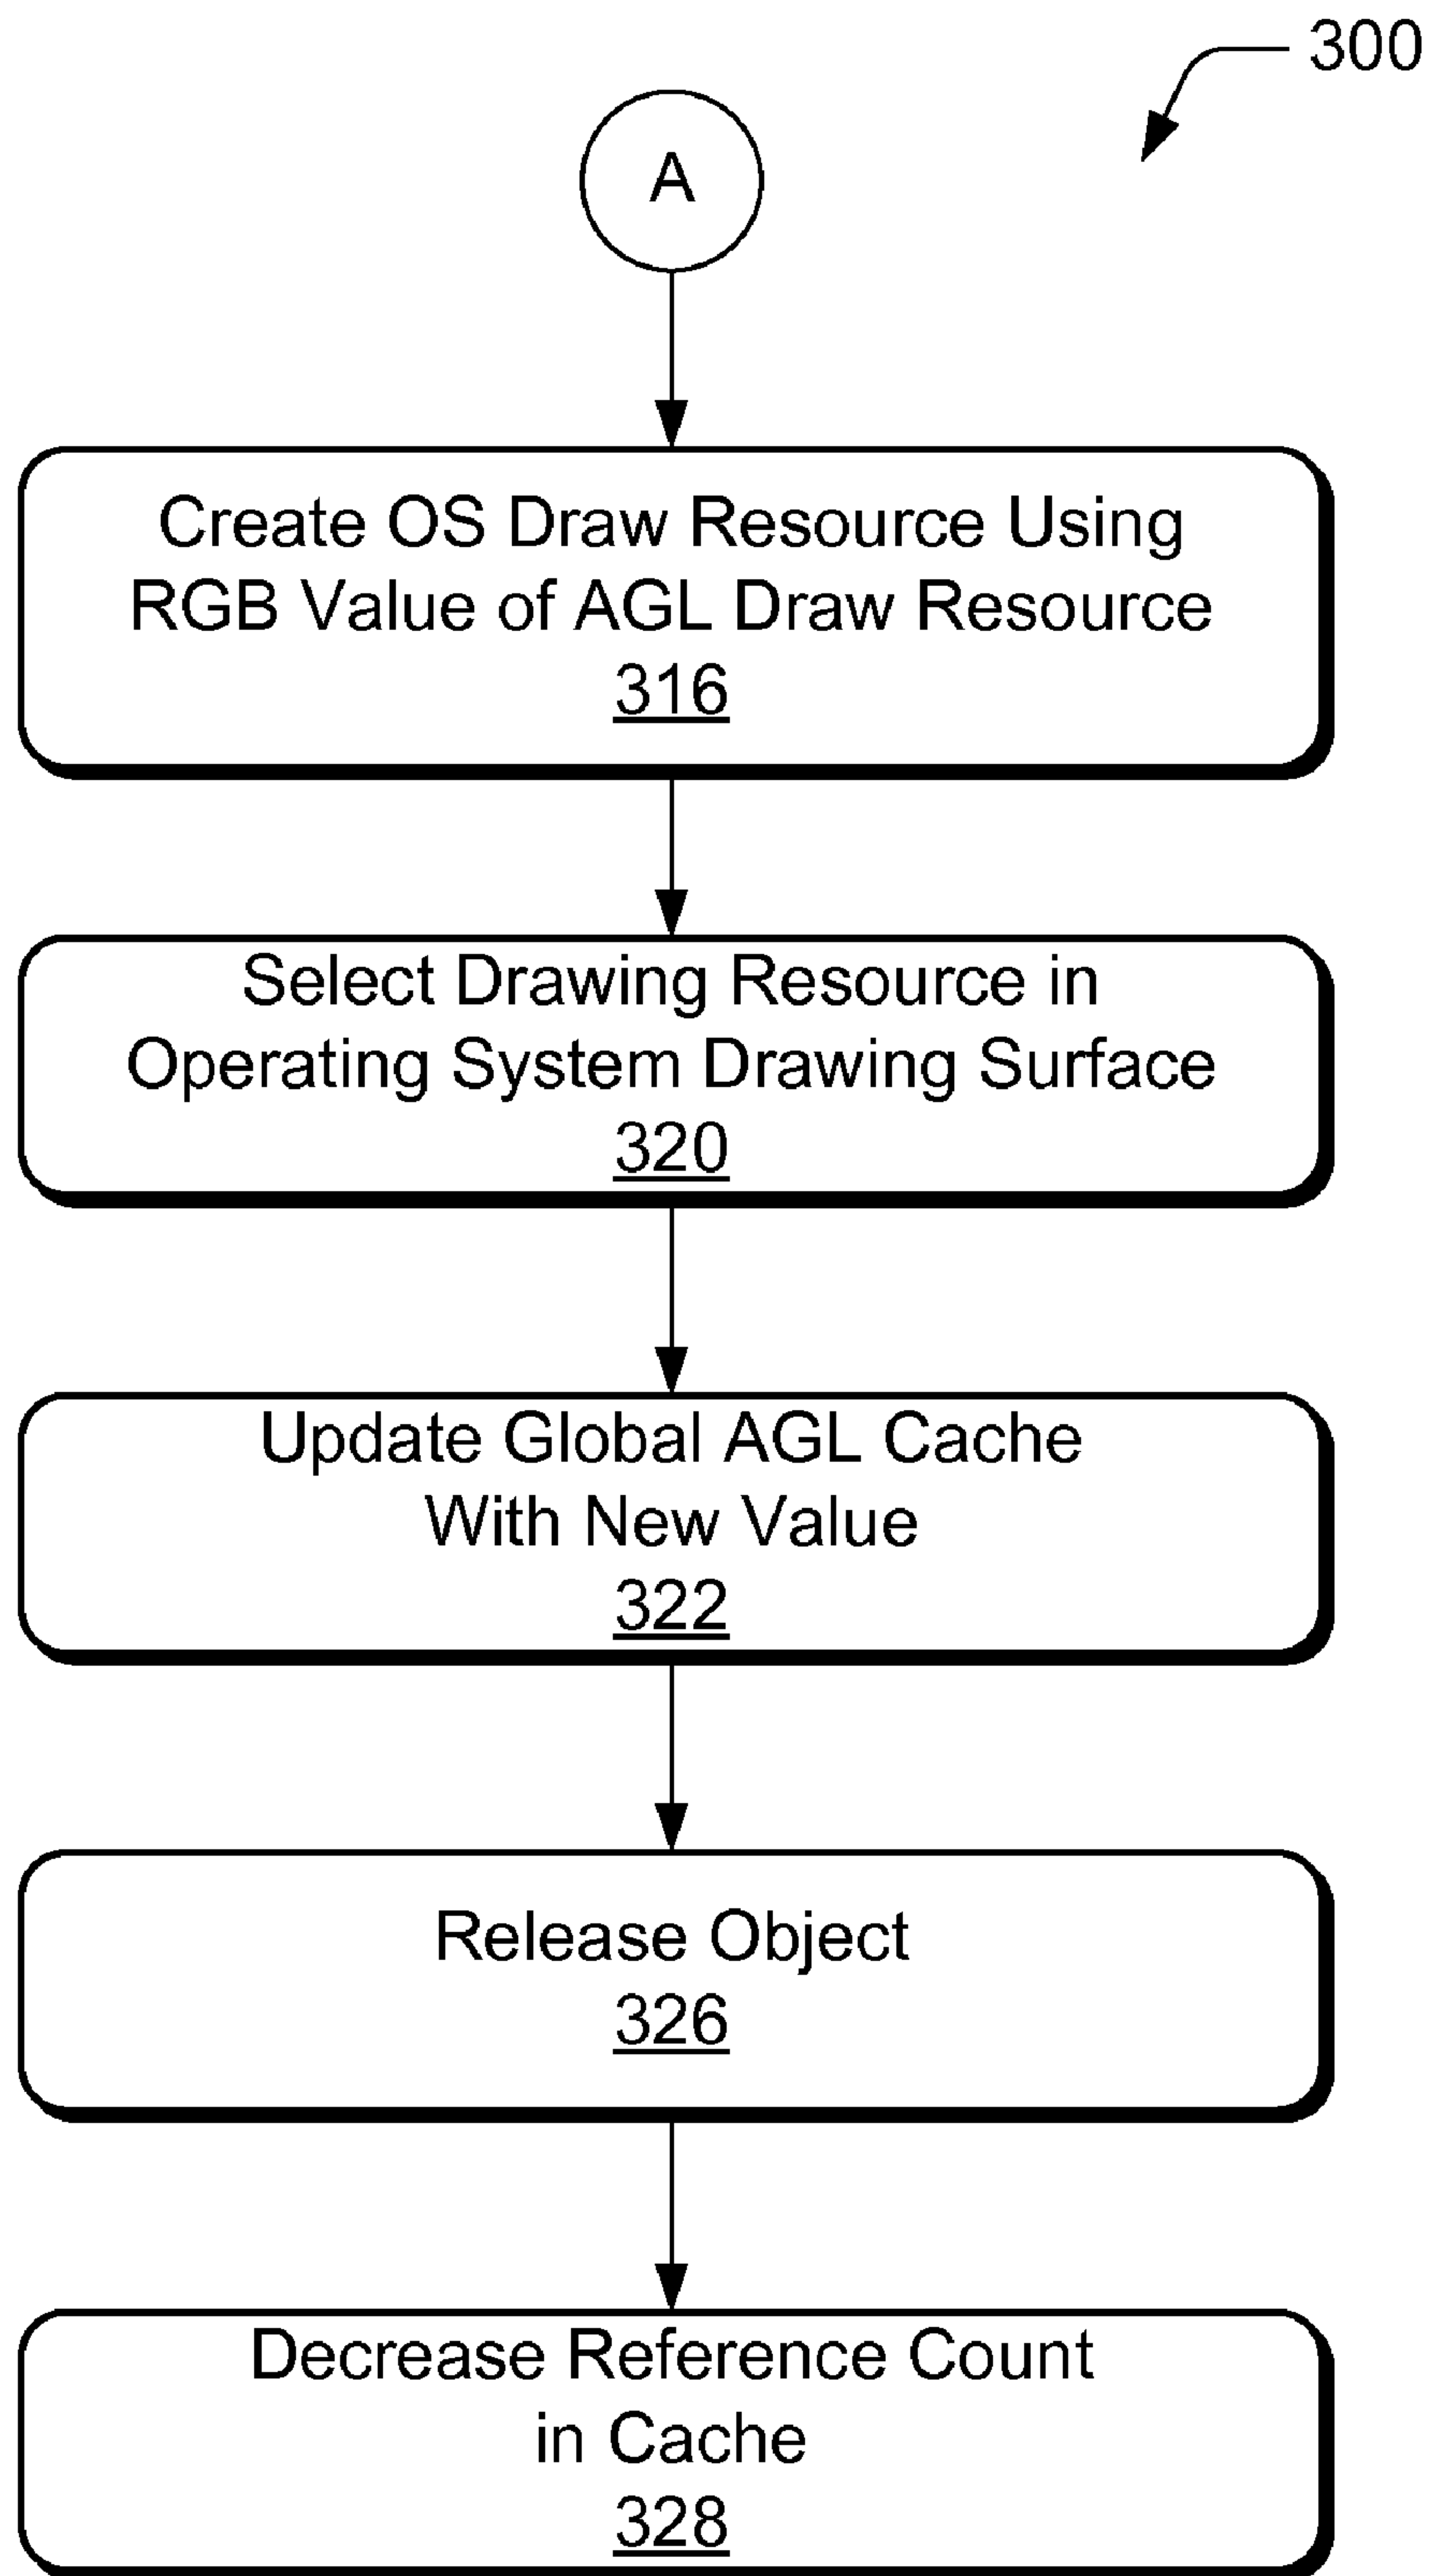 300
A
Create OS Draw Resource Using
RGB Value of AGL Draw Resource
316
Select Drawing Resource in
Operating System Drawing Surface
320
Update Global AGL Cache
With New Value
322
Release Object
326
Decrease Reference Count
in Cache
328